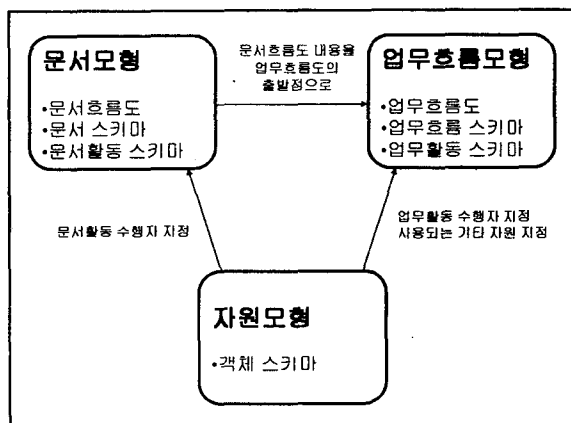 문서모형
•문서흐름도
•문서 스키마
•문서활동 스키마
문서흐름도 내용을
업무흐름도의
출발점으로
업무흐름모형
•업무흐름도
•업무흐름 스키마
•업무활동 스키마
문서활동 수행자 지정
업무활동 수행자 지정
사용되는 기타 자원 지정
자원모형
•객체 스키마